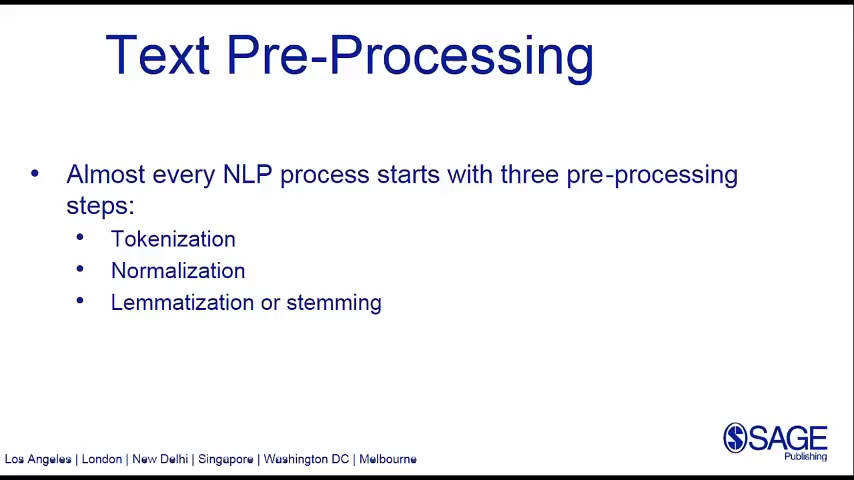 Text Pre-Processing
• Almost every NLP process starts with three pre-processing
steps:
• Tokenization
• Normalization
• Lemmatization or stemming
SAGE
Publishing
Los Angeles | London | New Delhi | Singapore | Washington DC | Melbourne